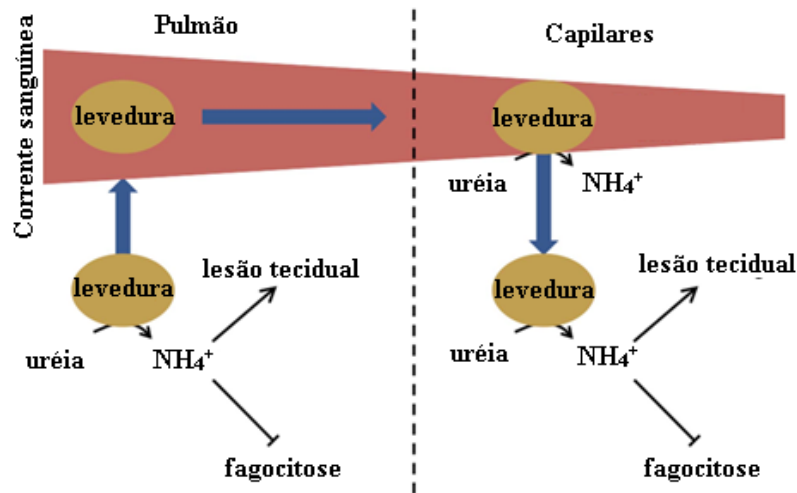 Pulmão
Capilares
Corrente sanguínea
levedura
levedura
uréia
NH₄⁺
levedura
lesão tecidual
uréia
NH₄⁺
fagocitose
levedura
lesão tecidual
uréia
NH₄⁺
fagocitose